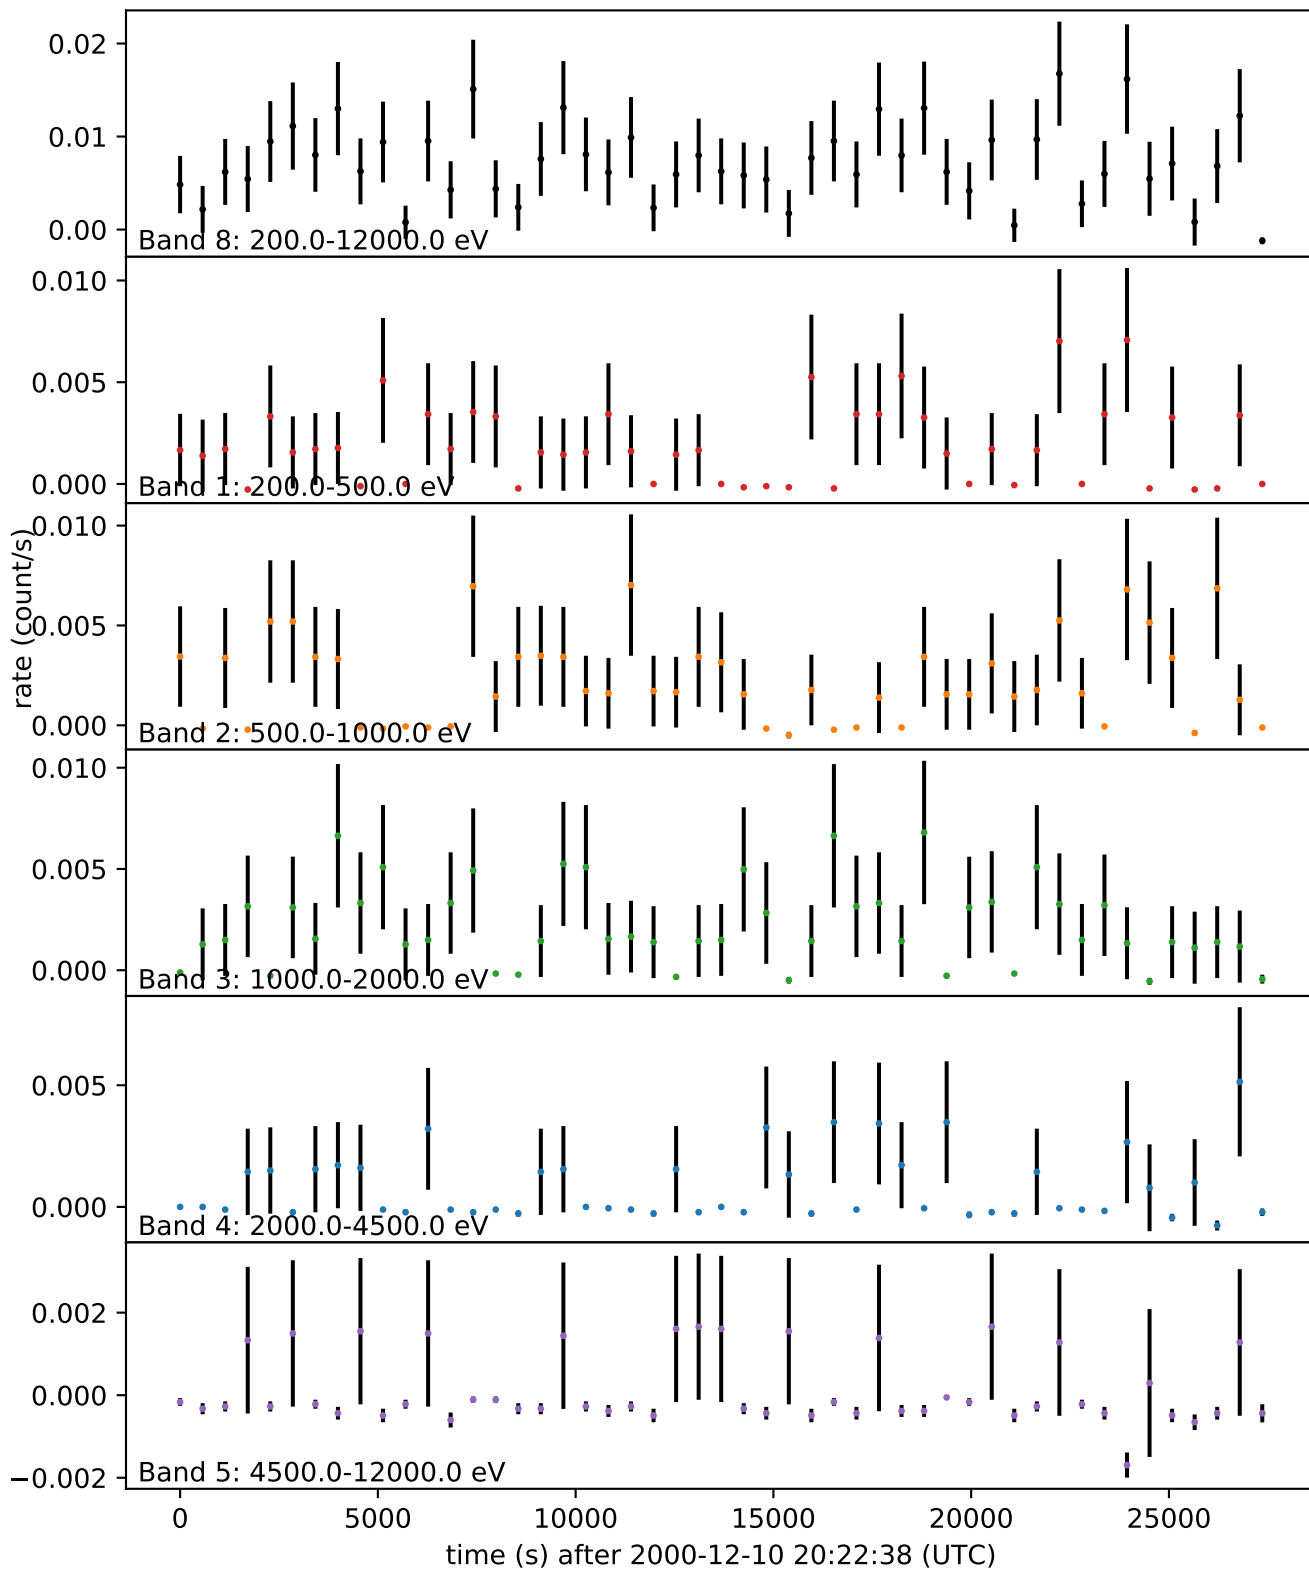 0.02
0.01
0.00
Band 8: 200.0-12000.0 eV
0.010
0.005
0.000
Band 1: 200.0-500.0 eV
0.010
0.005
0.000
Band 2: 500.0-1000.0 eV
rate (count/s)
0.010
0.005
0.000
Band 3: 1000.0-2000.0 eV
0.005
0.000
Band 4: 2000.0-4500.0 eV
0.002
0.000
−0.002
Band 5: 4500.0-12000.0 eV
0 5000 10000 15000 20000 25000
time (s) after 2000-12-10 20:22:38 (UTC)